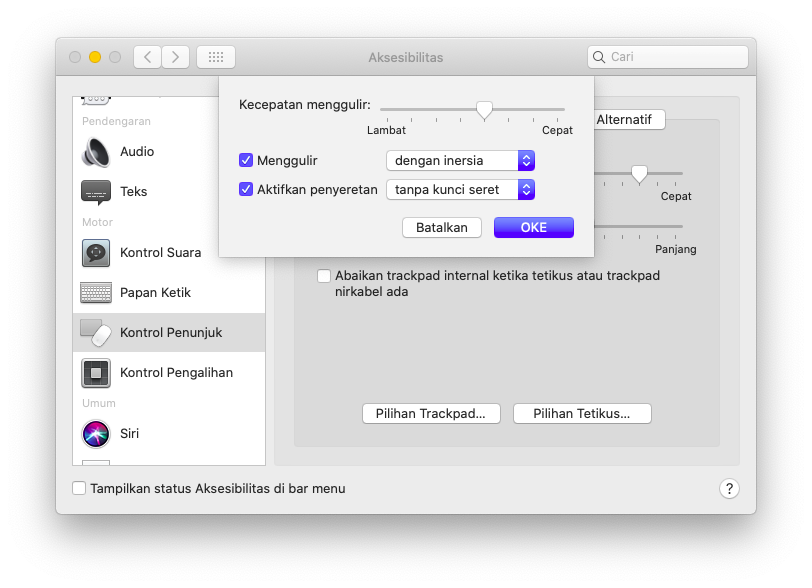 Aksesibilitas
Cari
Kecepatan menggulir:
Lambat
Cepat
Menggulir
dengan inersia
Aktifkan penyeretan
tanpa kunci seret
Batalkan
OKE
Pendengaran
Audio
Teks
Motor
Kontrol Suara
Papan Ketik
Kontrol Penunjuk
Kontrol Pengalihan
Umum
Siri
Alternatif
Cepat
Panjang
Abaikan trackpad internal ketika tetikus atau trackpad
nirkabel ada
Pilihan Trackpad...
Pilihan Tetikus...
Tampilkan status Aksesibilitas di bar menu
?